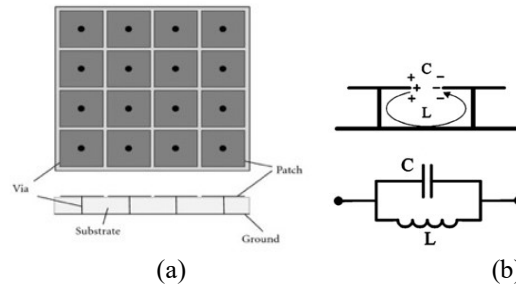 Via
Patch
Substrate
Ground
(a)
C
+ -
+ -
+ -
L
C
L
(b)